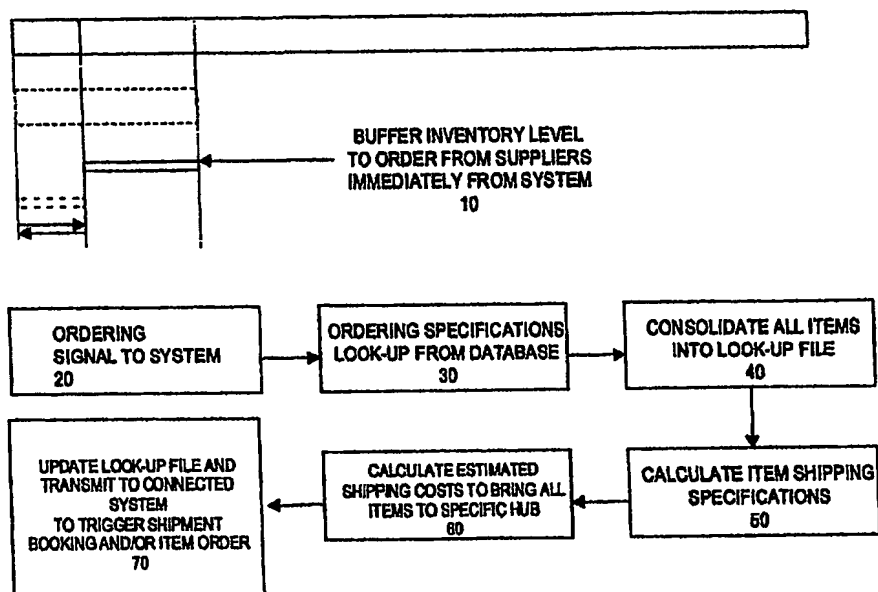 BUFFER INVENTORY LEVEL
TO ORDER FROM SUPPLIERS
IMMEDIATELY FROM SYSTEM
10
ORDERING
SIGNAL TO SYSTEM
20
ORDERING SPECIFICATIONS
LOOK-UP FROM DATABASE
30
CONSOLIDATE ALL ITEMS
INTO LOOK-UP FILE
40
UPDATE LOOK-UP FILE AND
TRANSMIT TO CONNECTED
SYSTEM
TO TRIGGER SHIPMENT
BOOKING AND/OR ITEM ORDER
70
CALCULATE ESTIMATED
SHIPPING COSTS TO BRING ALL
ITEMS TO SPECIFIC HUB
60
CALCULATE ITEM SHIPPING
SPECIFICATIONS
50